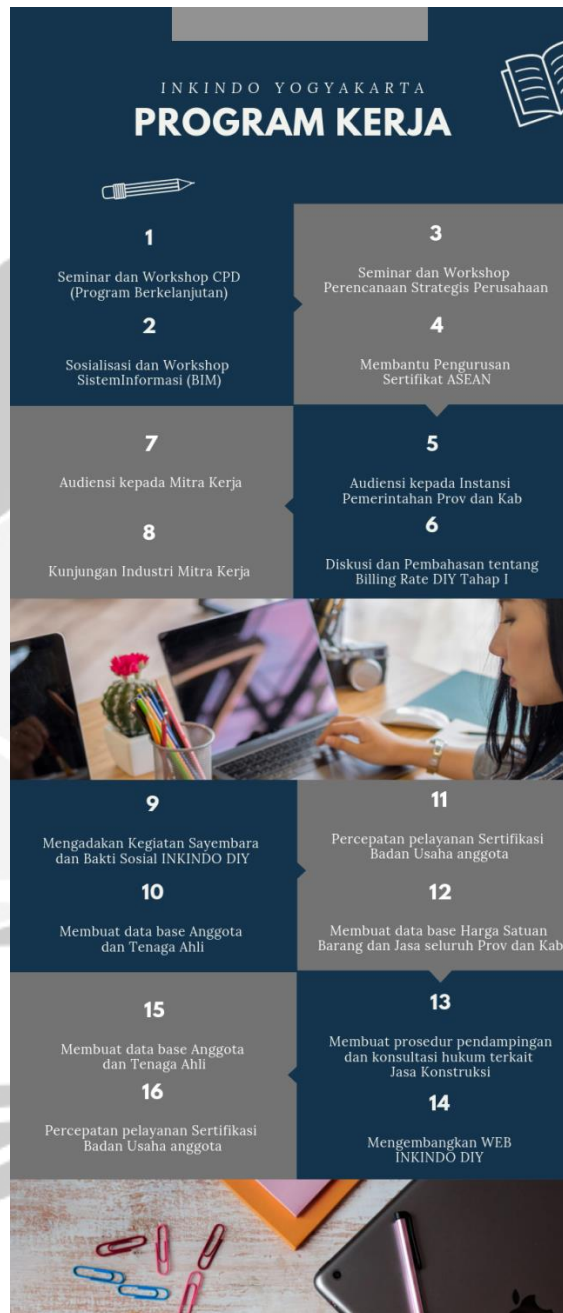 INKINDO YOGYAKARTA
PROGRAM KERJA
1
Seminar dan Workshop CPD
(Program Berkelanjutan)
2
Sosialisasi dan Workshop
SistemInformasi (BIM)
3
Seminar dan Workshop
Perencanaan Strategis Perusahaan
4
Membantu Pengurusan
Sertifikat ASEAN
5
Audiensi kepada Instansi
Pemerintahan Prov dan Kab
6
Diskusi dan Pembahasan tentang
Billing Rate DIY Tahap I
7
Audiensi kepada Mitra Kerja
8
Kunjungan Industri Mitra Kerja
9
Mengadakan Kegiatan Sayembara
dan Bakti Sosial INKINDO DIY
10
Membuat data base Anggota
dan Tenaga Ahli
11
Percepatan pelayanan Sertifikasi
Badan Usaha anggota
12
Membuat data base Harga Satuan
Barang dan Jasa seluruh Prov dan Kab
13
Membuat prosedur pendampingan
dan konsultasi hukum terkait
Jasa Konstruksi
14
Mengembangkan WEB
INKINDO DIY
15
Membuat data base Anggota
dan Tenaga Ahli
16
Percepatan pelayanan Sertifikasi
Badan Usaha anggota